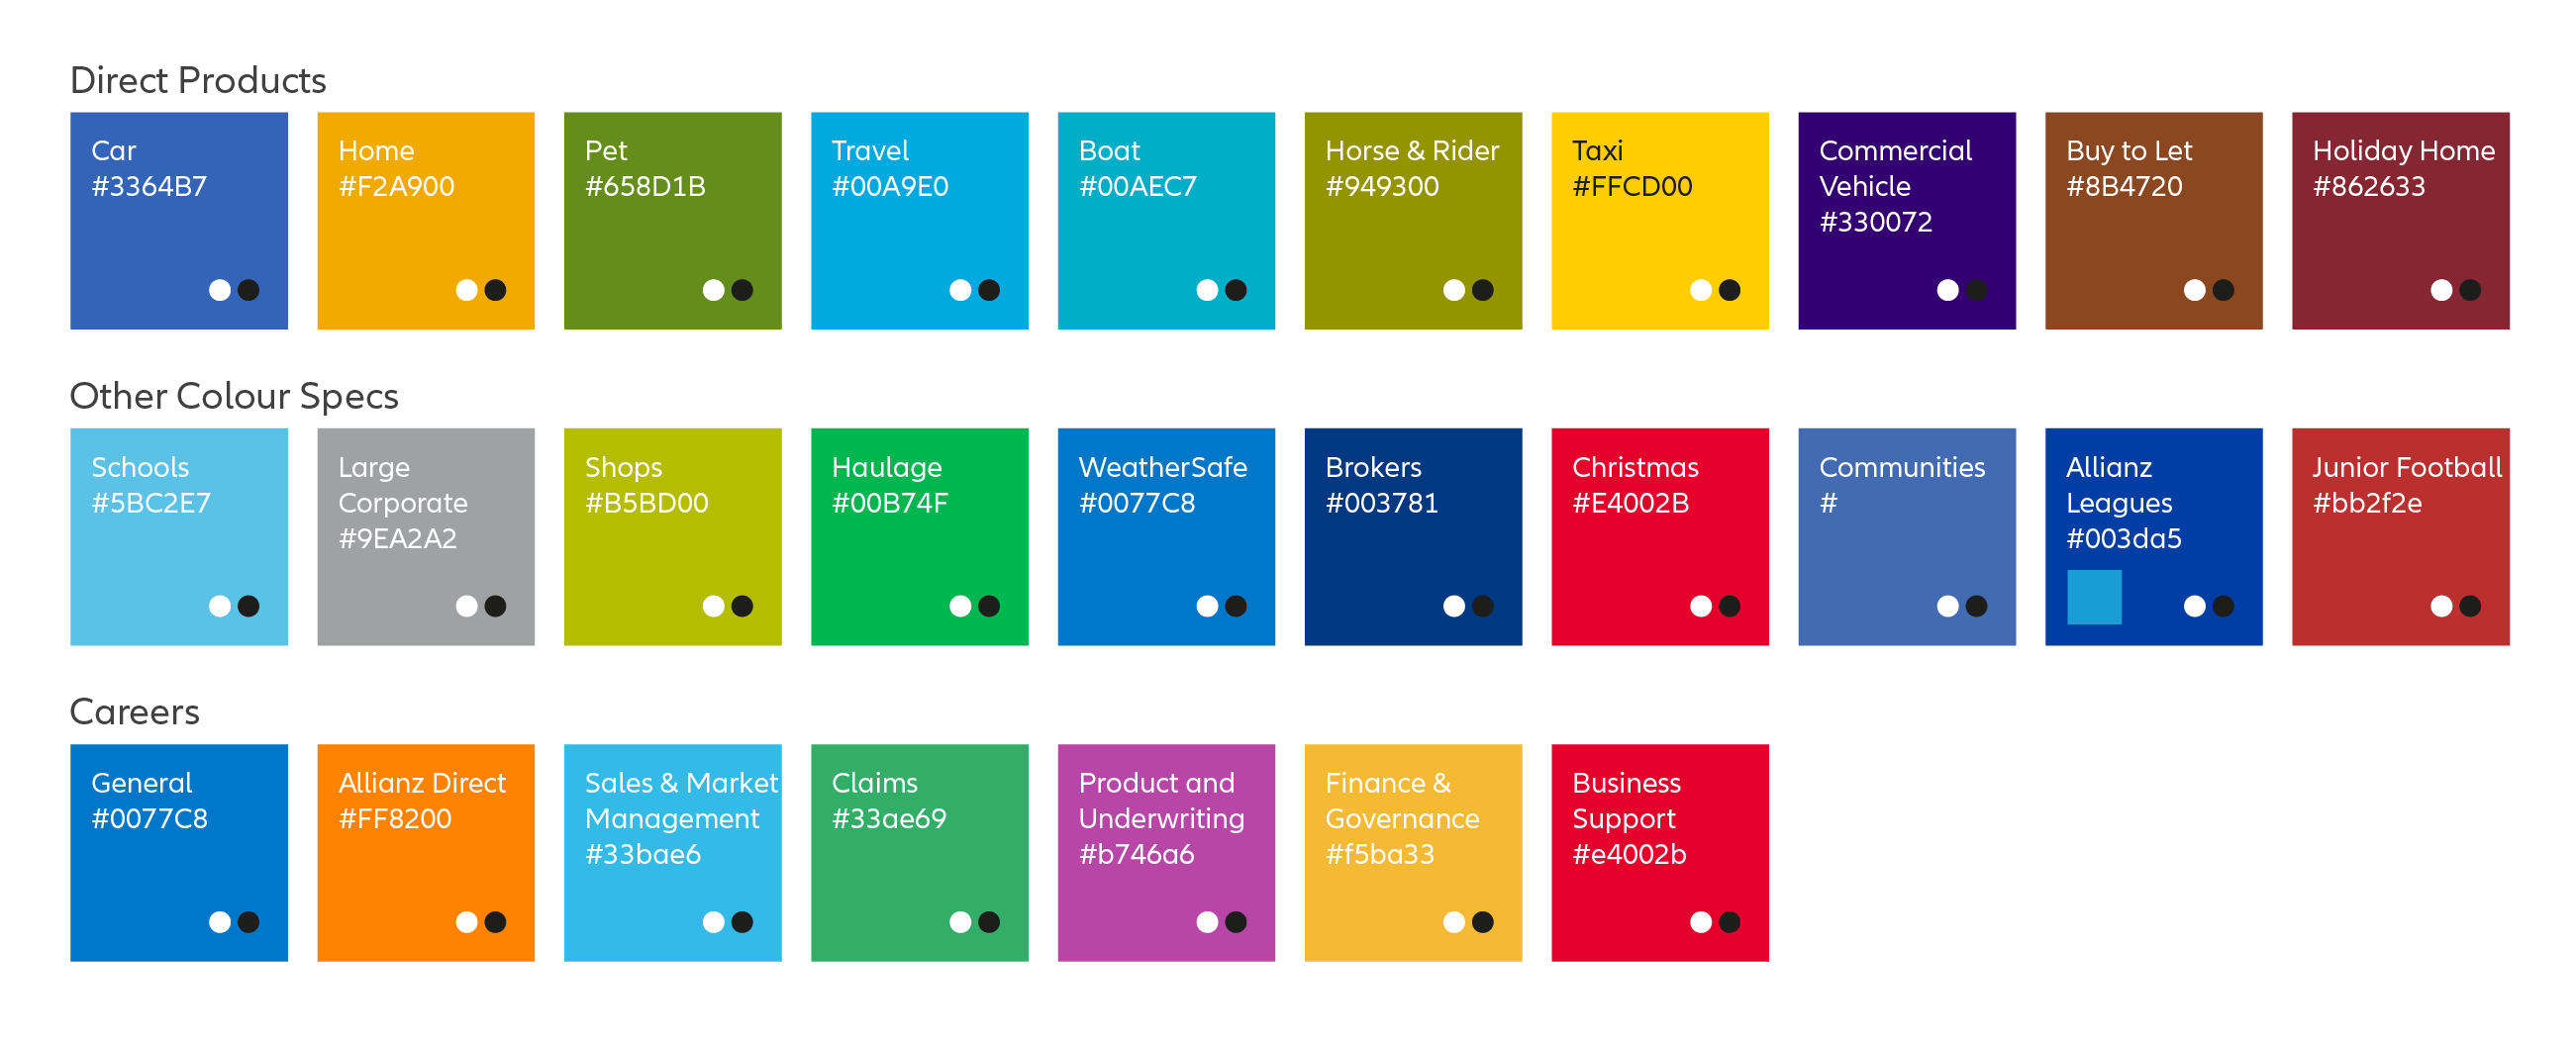 Direct Products
Car
#3364B7
Home
#F2A900
Pet
#658D1B
Travel
#00A9E0
Boat
#00AEC7
Horse & Rider
#949300
Taxi
#FFCD00
Commercial
Vehicle
#330072
Buy to Let
#8B4720
Holiday Home
#862633
Other Colour Specs
Schools
#5BC2E7
Large
Corporate
#9EA2A2
Shops
#B5BD00
Haulage
#00B74F
WeatherSafe
#0077C8
Brokers
#003781
Christmas
#E4002B
Communities
#
Allianz
Leagues
#003da5
Junior Football
#bb2f2e
Careers
General
#0077C8
Allianz Direct
#FF8200
Sales & Market
Management
#33bae6
Claims
#33ae69
Product and
Underwriting
#b746a6
Finance &
Governance
#f5ba33
Business
Support
#e4002b